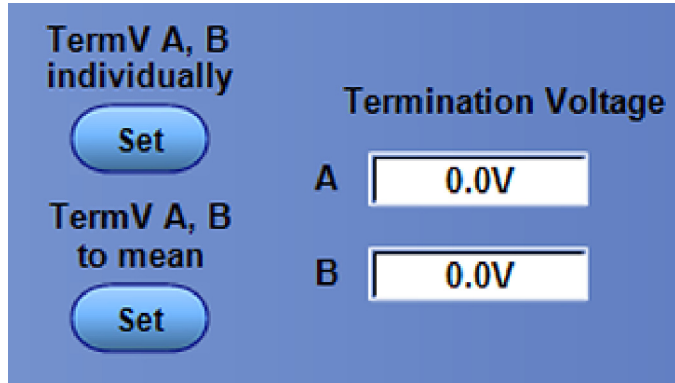 TermV A, B
individually
Set
TermV A, B
to mean
Set
Termination Voltage
A 0.0V
B 0.0V